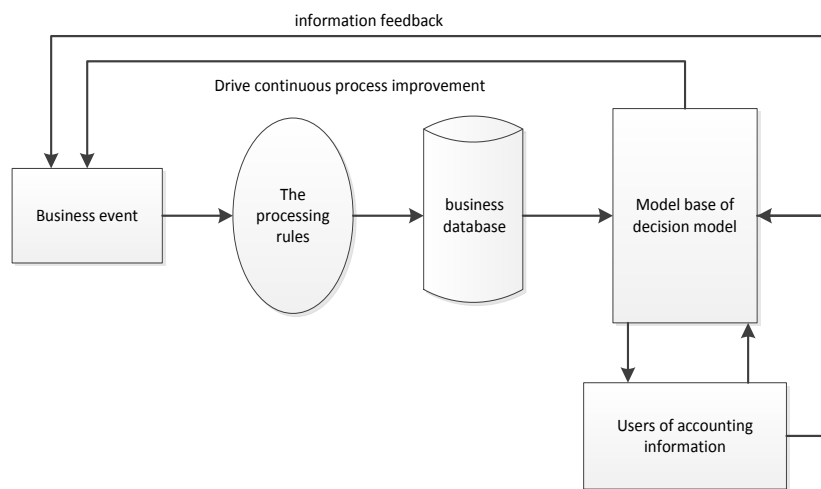 information feedback
Drive continuous process improvement
Business event
The
processing
rules
business
database
Model base of
decision model
Users of accounting
information